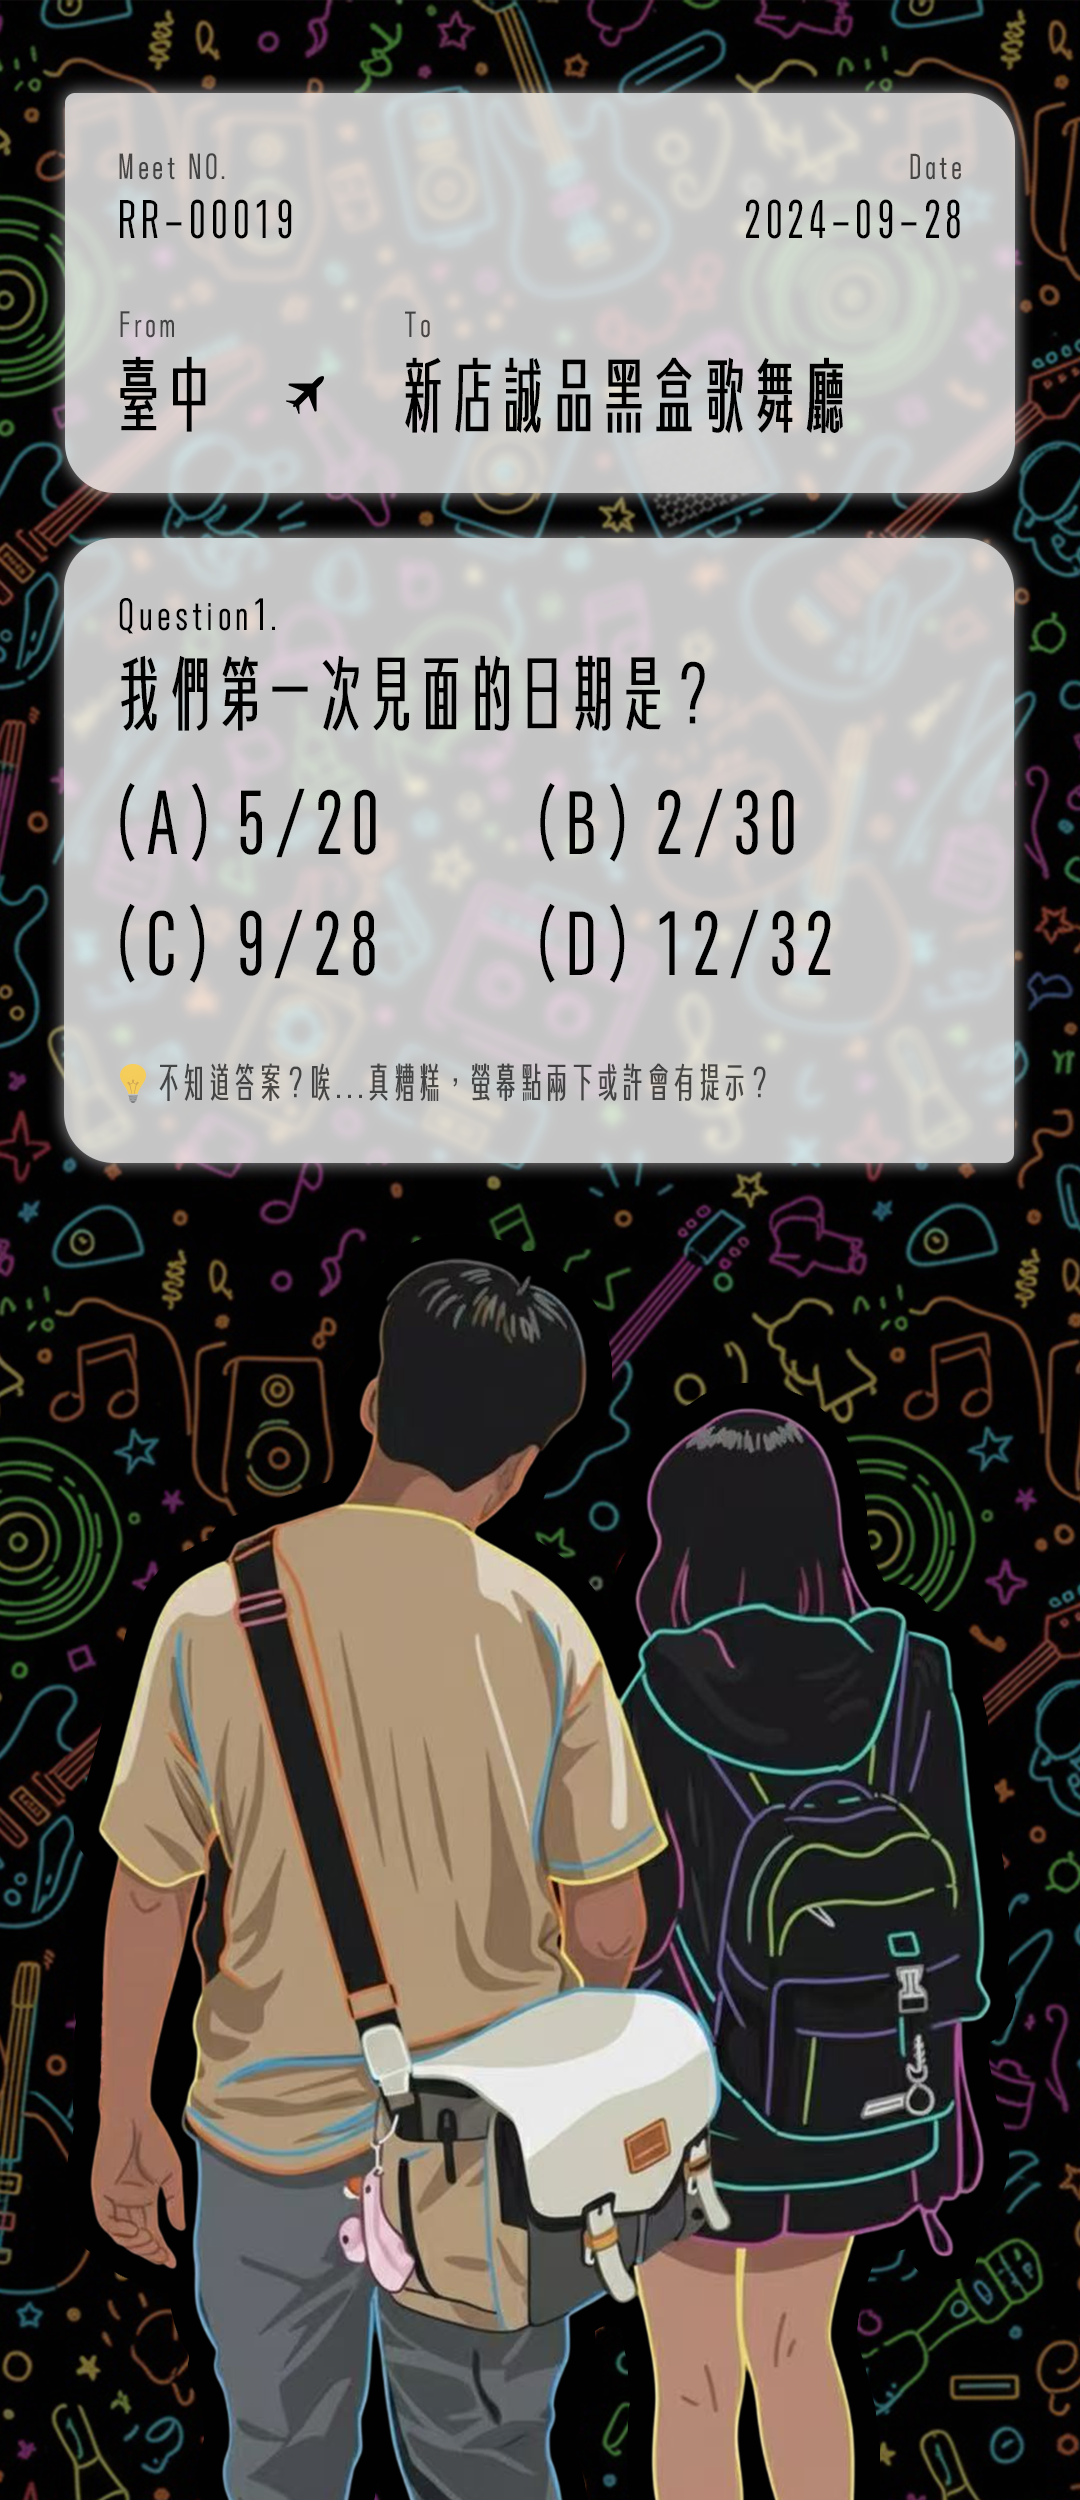 Meet NO.
Date
RR-00019
2024-09-28
From
To
臺中
新店誠品黑盒歌舞廳
Question1.
我們第一次見面的日期是？
(A) 5/20
(B) 2/30
(C) 9/28
(D) 12/32
💡不知道答案？唉...真糟糕，螢幕點兩下或許會有提示？